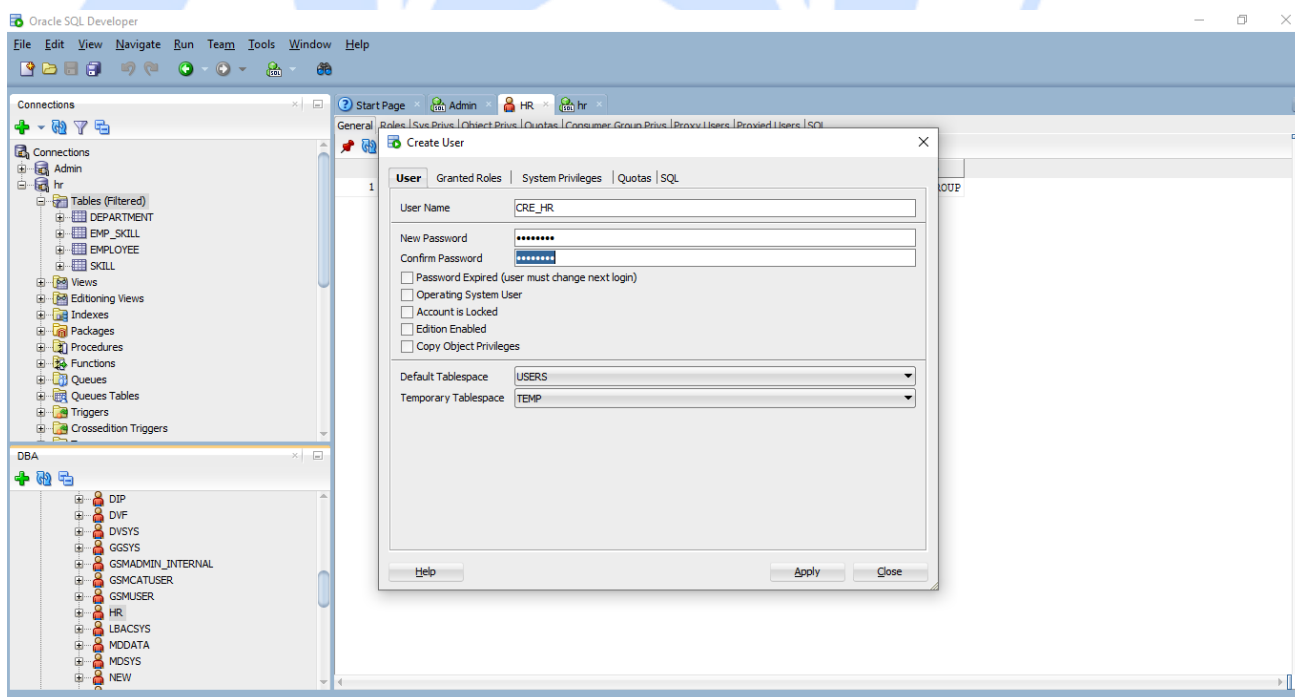 Oracle SQL Developer
File Edit View Navigate Run Team Tools Window Help
Connections
Connections
Admin
hr
Tables (Filtered)
DEPARTMENT
EMP_SKILL
EMPLOYEE
SKILL
Views
Editioning Views
Indexes
Packages
Procedures
Functions
Queues
Queues Tables
Triggers
Crossedition Triggers
DBA
DIP
DVF
DVSYS
GGSYS
GSMADMIN_INTERNAL
GSMCATUSER
GSMUSER
HR
LBACSYS
MDDATA
MDSYS
NEW
Start Page Admin HR hr
General Roles Sys Privs Object Privs Quotas Consumer Group Privs Proxy Users Proxied Users SQL
1 ROUP
Create User
User Granted Roles System Privileges Quotas SQL
User Name CRE_HR
New Password ••••••••
Confirm Password ••••••••
Password Expired (user must change next login)
Operating System User
Account is Locked
Edition Enabled
Copy Object Privileges
Default Tablespace USERS
Temporary Tablespace TEMP
Help Apply Close